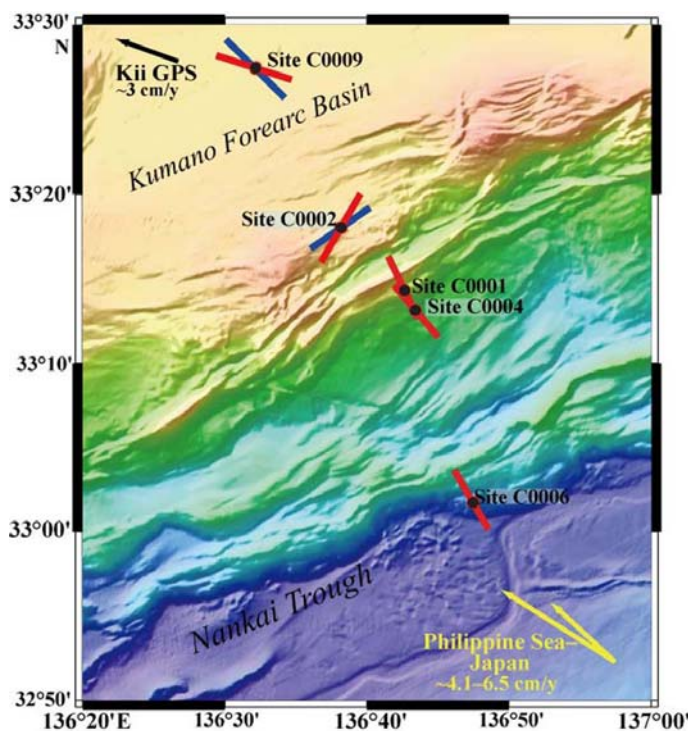 33°30'
N
Kii GPS
~3 cm/y
Site C0009
Kumano Forearc Basin
33°20'
Site C0002
Site C0001
Site C0004
33°10'
Site C0006
33°00'
Nankai Trough
Philippine Sea–
Japan
~4.1–6.5 cm/y
32°50'
136°20'E
136°30'
136°40'
136°50'
137°00'